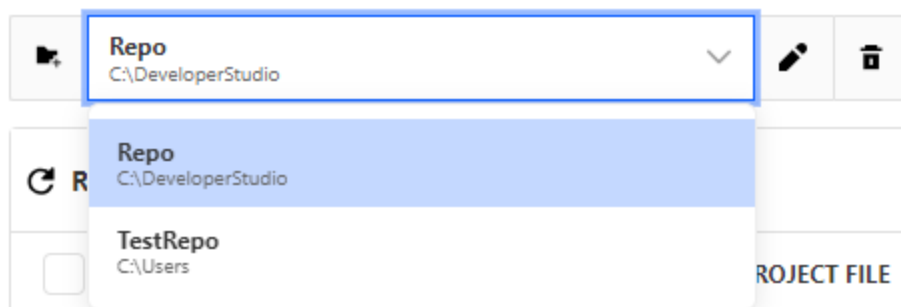 Repo
C:\DeveloperStudio
Repo
C:\DeveloperStudio
R
TestRepo
C:\Users
ROJECT FILE